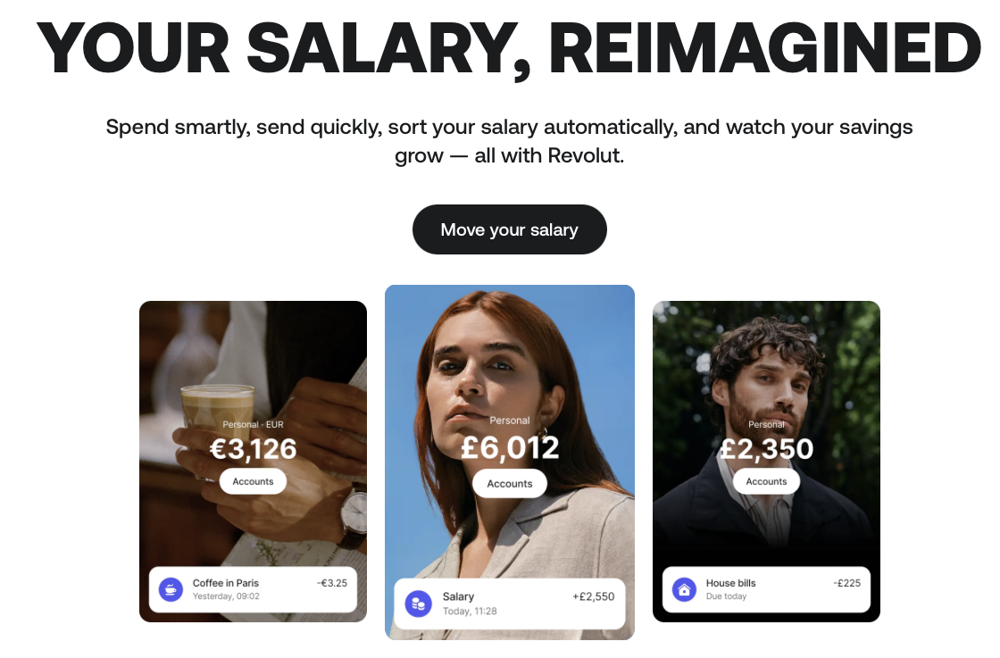 YOUR SALARY, REIMAGINED
Spend smartly, send quickly, sort your salary automatically, and watch your savings
grow — all with Revolut.
Move your salary
Personal · EUR
€3,126
Accounts
Coffee in Paris
-€3.25
Yesterday, 09:02
Personal
£6,012
Accounts
Salary
+£2,550
Today, 11:28
Personal
£2,350
Accounts
House bills
-£225
Due today